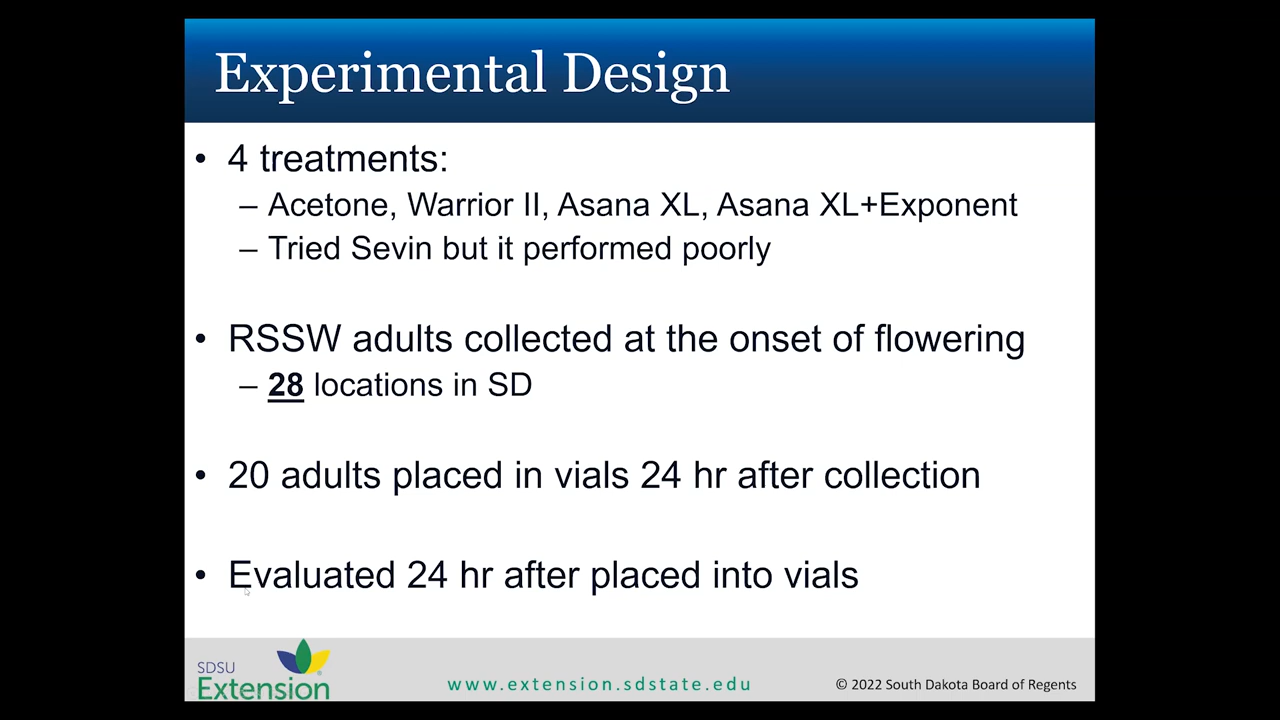 Experimental Design
• 4 treatments:
– Acetone, Warrior II, Asana XL, Asana XL+Exponent
– Tried Sevin but it performed poorly
• RSSW adults collected at the onset of flowering
– 28 locations in SD
• 20 adults placed in vials 24 hr after collection
• Evaluated 24 hr after placed into vials
SDSU
Extension
www.extension.sdstate.edu
© 2022 South Dakota Board of Regents